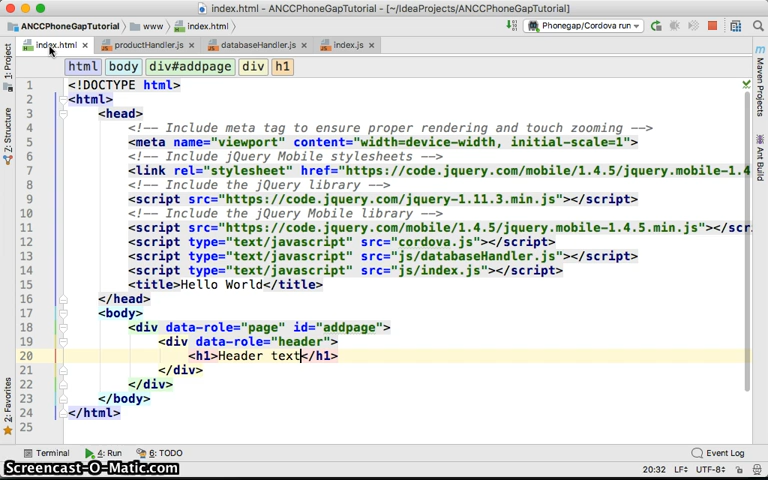 index.html - ANCCPhoneGapTutorial - [~/IdeaProjects/ANCCPhoneGapTutorial]
ANCCPhoneGapTutorial www index.html Phonegap/Cordova run
index.html productHandler.js databaseHandler.js index.js
html body div#addpage div h1
1 <!DOCTYPE html>
2 <html>
3 <head>
4 <!-- Include meta tag to ensure proper rendering and touch zooming -->
5 <meta name="viewport" content="width=device-width, initial-scale=1">
6 <!-- Include jQuery Mobile stylesheets -->
7 <link rel="stylesheet" href="https://code.jquery.com/mobile/1.4.5/jquery.mobile-1.4
8 <!-- Include the jQuery library -->
9 <script src="https://code.jquery.com/jquery-1.11.3.min.js"></script>
10 <!-- Include the jQuery Mobile library -->
11 <script src="https://code.jquery.com/mobile/1.4.5/jquery.mobile-1.4.5.min.js"></scr
12 <script type="text/javascript" src="cordova.js"></script>
13 <script type="text/javascript" src="js/databaseHandler.js"></script>
14 <script type="text/javascript" src="js/index.js"></script>
15 <title>Hello World</title>
16 </head>
17 <body>
18 <div data-role="page" id="addpage">
19 <div data-role="header">
20 <h1>Header text</h1>
21 </div>
22 </div>
23 </body>
24 </html>
25
1: Project
7: Structure
2: Favorites
Maven Projects
Ant Build
Terminal 4: Run 6: TODO Event Log
20:32 LF÷ UTF-8÷
Screencast-O-Matic.com